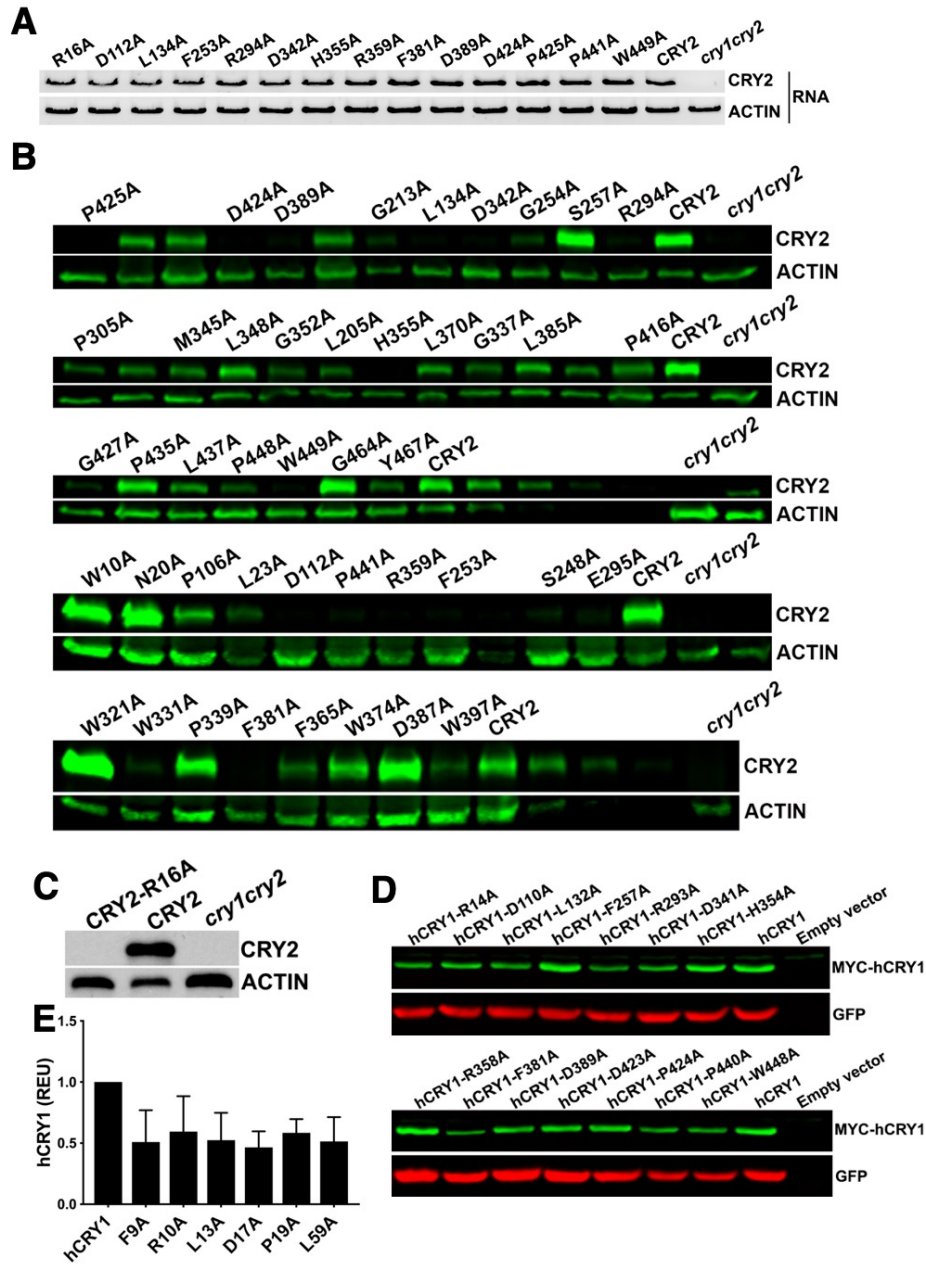 A
R16A D112A L134A F253A R294A D342A H355A R359A F381A D389A D424A P425A P441A W449A CRY2 cry1cry2
CRY2
ACTIN
RNA
B
P425A D424A D389A G213A L134A D342A G254A S257A R294A CRY2 cry1cry2
CRY2
ACTIN
P305A M345A L348A G352A L205A H355A L370A G337A L385A P416A CRY2 cry1cry2
CRY2
ACTIN
G427A P435A L437A P448A W449A G464A Y467A CRY2 cry1cry2
CRY2
ACTIN
W10A N20A P106A L23A D112A P441A R359A F253A S248A E295A CRY2 cry1cry2
CRY2
ACTIN
W321A W331A P339A F381A F365A W374A D387A W397A CRY2 cry1cry2
CRY2
ACTIN
C
CRY2-R16A CRY2 cry1cry2
CRY2
ACTIN
D
hCRY1-R14A hCRY1-D110A hCRY1-L132A hCRY1-F257A hCRY1-R293A hCRY1-D341A hCRY1-H354A hCRY1 Empty vector
MYC-hCRY1
GFP
hCRY1-R358A hCRY1-F381A hCRY1-D389A hCRY1-D423A hCRY1-P424A hCRY1-P440A hCRY1-W448A hCRY1 Empty vector
MYC-hCRY1
GFP
E
hCRY1 (REU)
1.5
1.0
0.5
0.0
hCRY1 F9A R10A L13A D17A P19A L59A